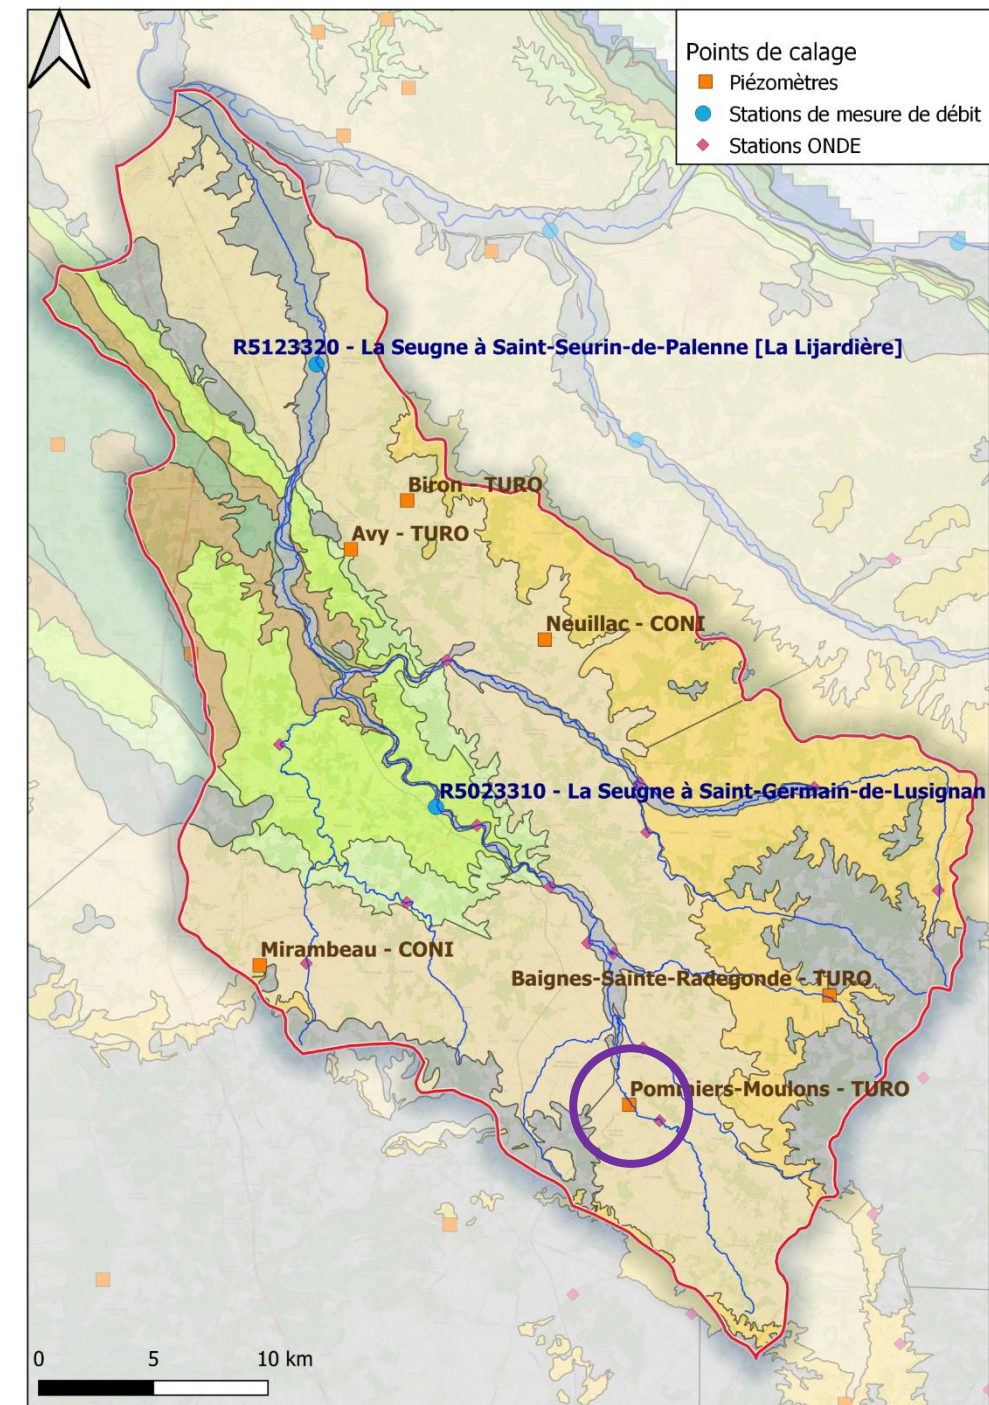 Points de calage
Piézomètres
Stations de mesure de débit
Stations ONDE
R5123320 - La Seugne à Saint-Seurin-de-Palenne [La Lijardière]
Biron - TURO
Avy - TURO
Neuillac - CONI
R5023310 - La Seugne à Saint-Germain-de-Lusignan
Mirambeau - CONI
Baignes-Sainte-Radegonde - TURO
Pommiers-Moulons - TURO
0 5 10 km